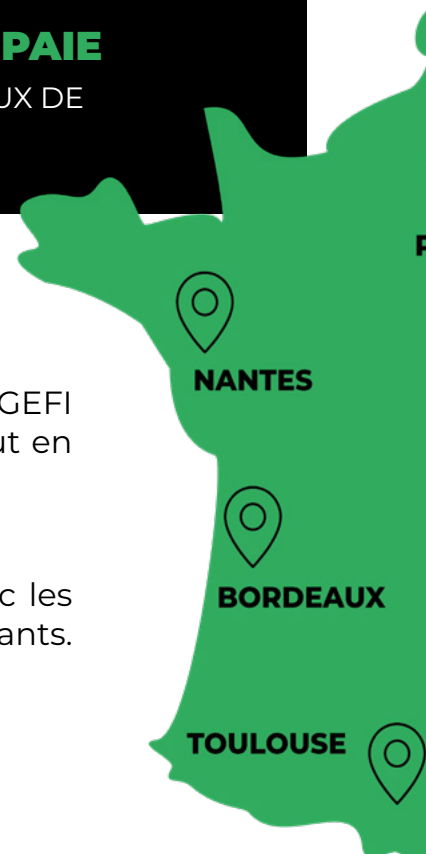 PAIE
UX DE
P
NANTES
GEFI
ut en
BORDEAUX
c les
ants.
TOULOUSE